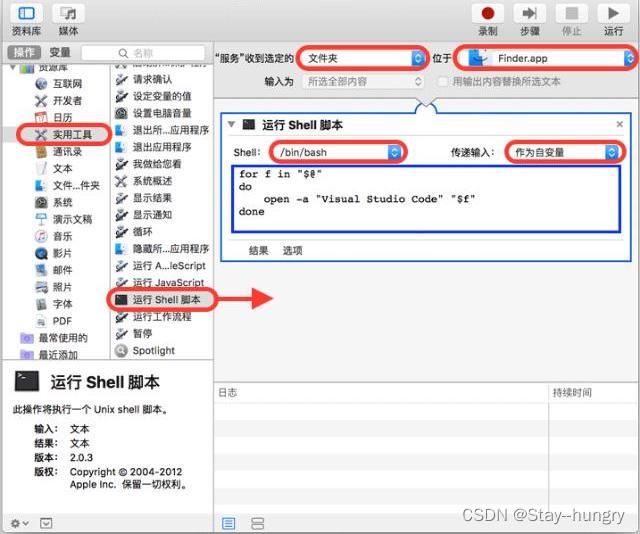 资料库 媒体 录制 步骤 停止 运行
操作 变量 名称
“服务”收到选定的 文件夹 位于 Finder.app
输入为 所选全部内容 用输出内容替换所选文本
资源库
互联网
开发者
日历
实用工具
通讯录
文本
文件...件夹
系统
演示文稿
音乐
影片
邮件
照片
字体
PDF
最常使用的
最近添加
请求确认
设定变量的值
设置电脑音量
退出所...应用程序
退出应用程序
我做给您看
系统概述
显示结果
显示通知
循环
隐藏所...应用程序
运行 A...leScript
运行 JavaScript
运行 Shell 脚本
运行工作流程
暂停
Spotlight
运行 Shell 脚本
Shell： /bin/bash 传递输入： 作为自变量
for f in "$@"
do
open -a "Visual Studio Code" "$f"
done
结果 选项
运行 Shell 脚本
此操作将执行一个 Unix shell 脚本。
输入： 文本
结果： 文本
版本： 2.0.3
版权： Copyright © 2004-2012
Apple Inc. 保留一切权利。
日志 持续时间
CSDN @Stay--hungry